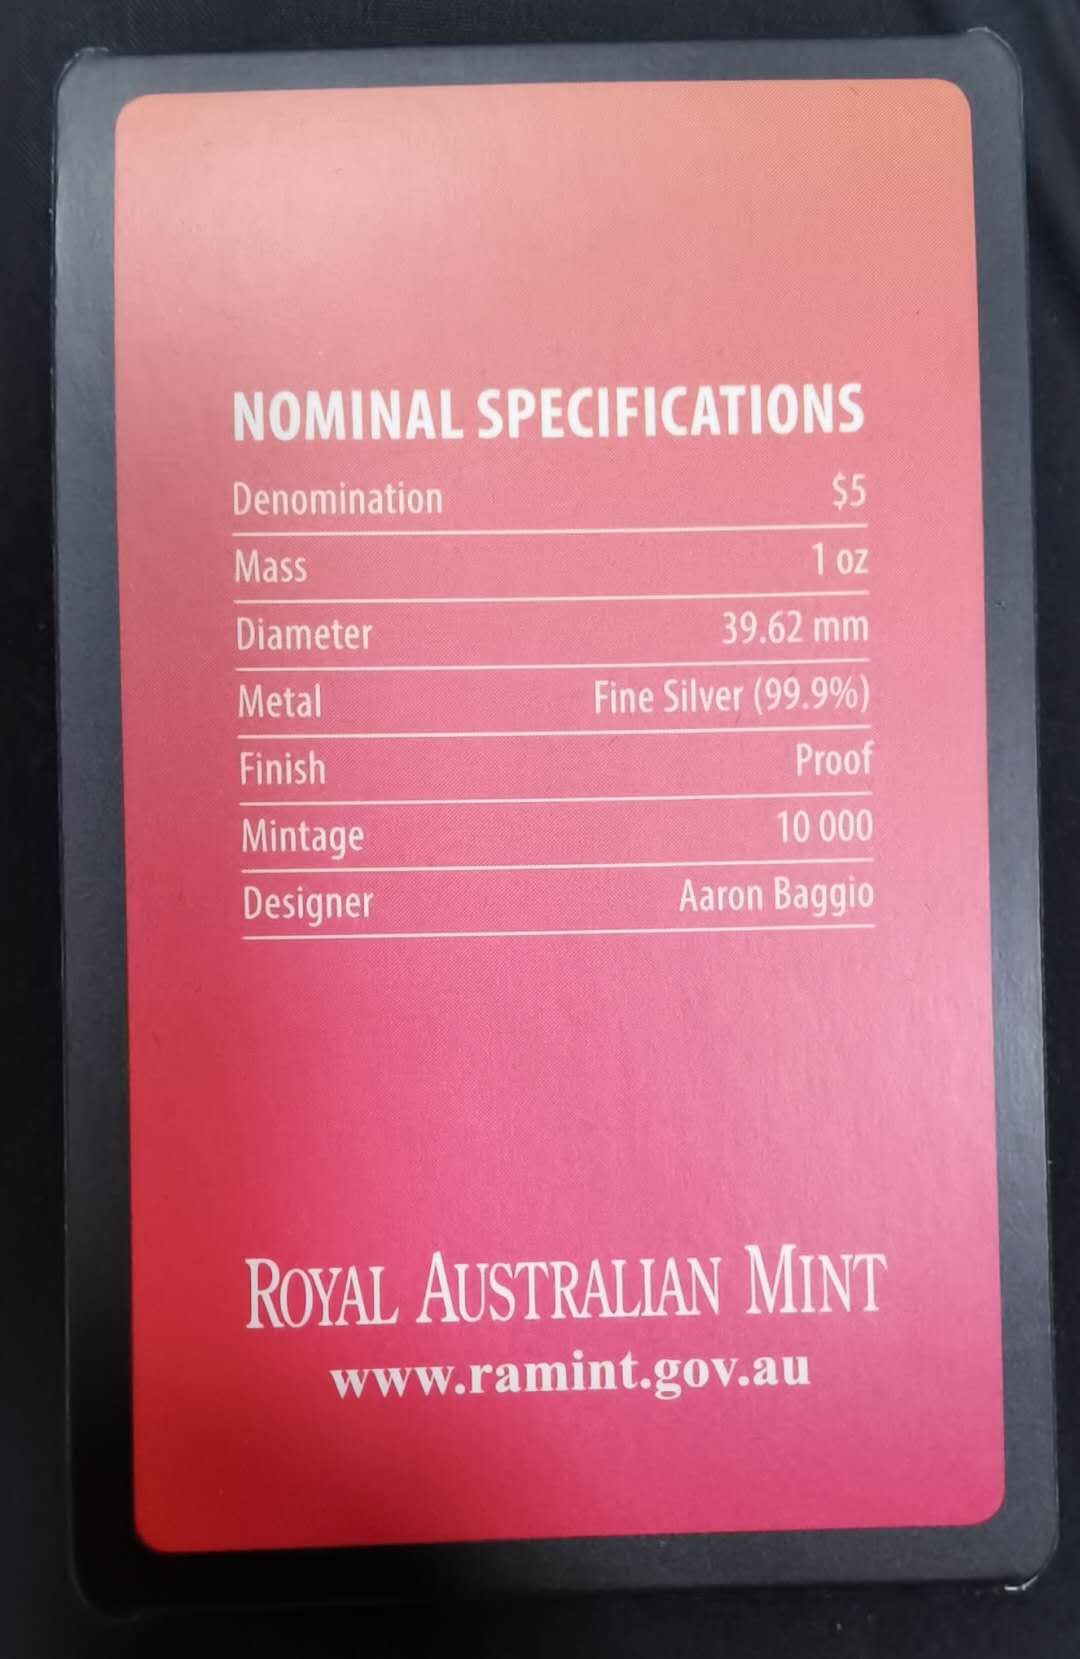 NOMINAL SPECIFICATIONS
Denomination $5
Mass 1 oz
Diameter 39.62 mm
Metal Fine Silver (99.9%)
Finish Proof
Mintage 10 000
Designer Aaron Baggio
ROYAL AUSTRALIAN MINT
www.ramint.gov.au